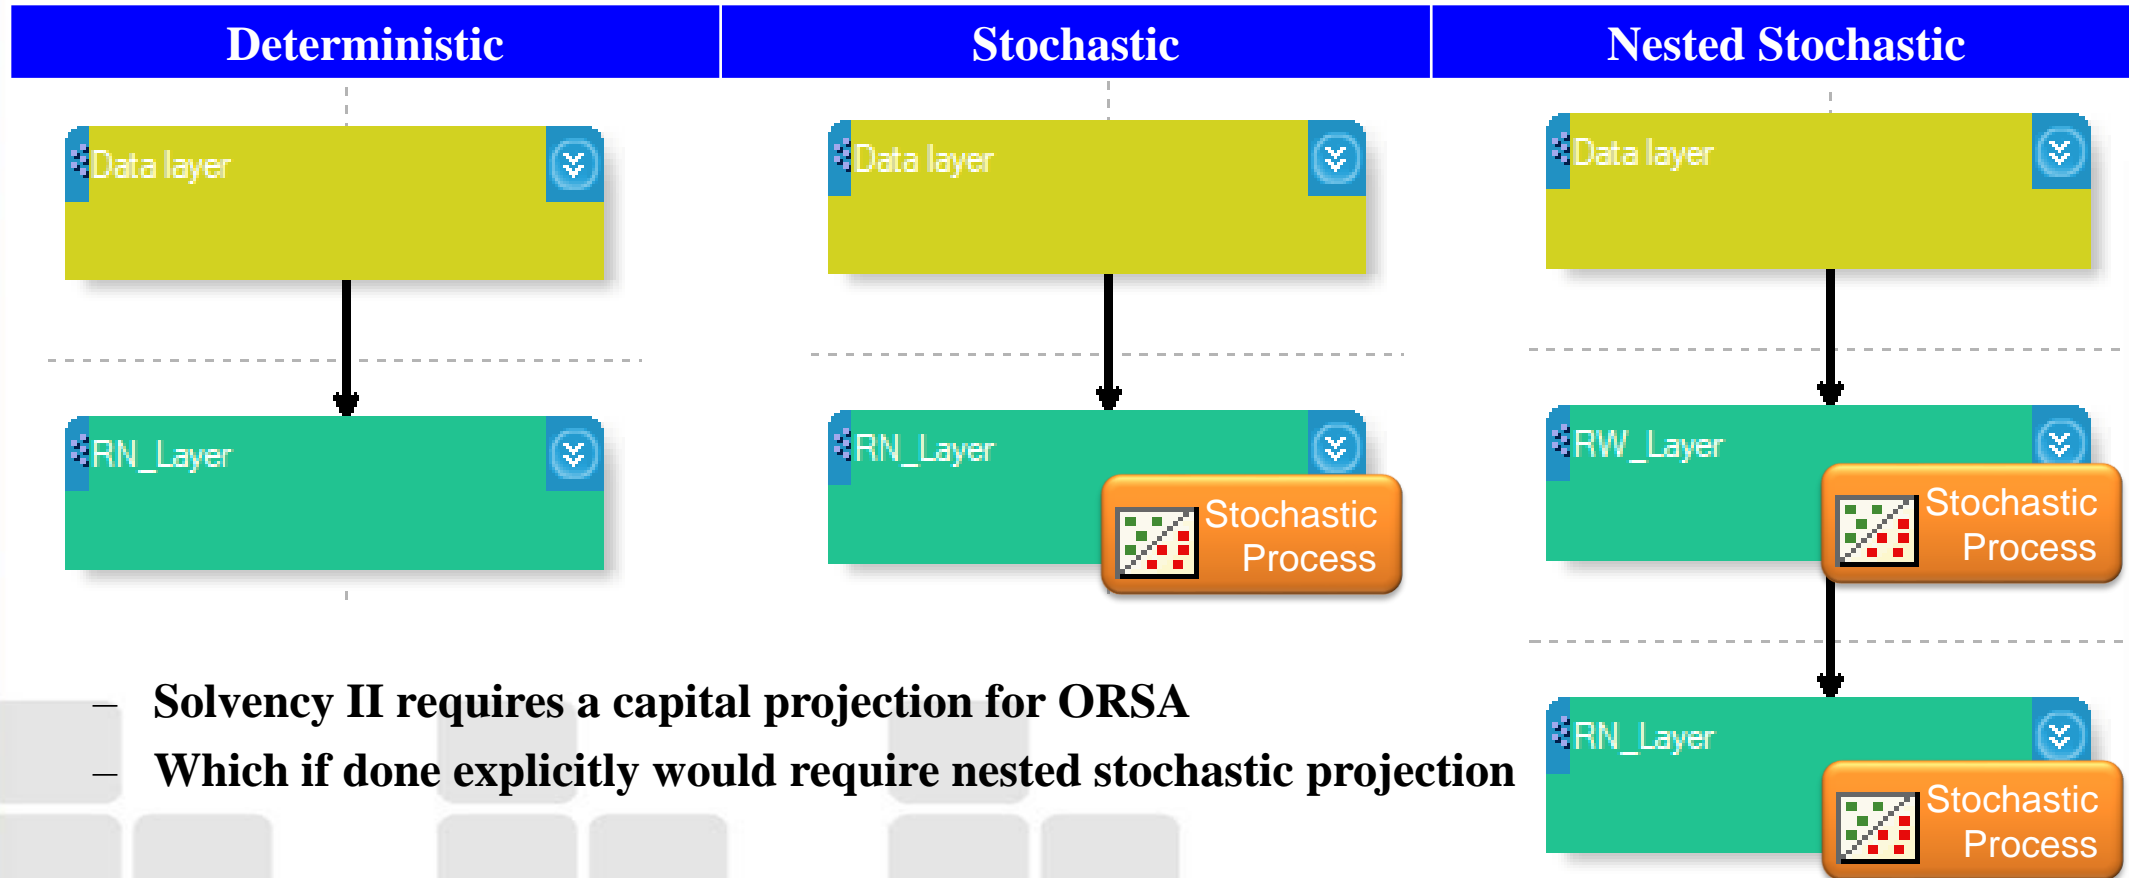 Deterministic
Stochastic
Nested Stochastic
Data layer
RN_Layer
Data layer
RN_Layer
Stochastic
Process
Data layer
RW_Layer
Stochastic
Process
RN_Layer
Stochastic
Process
– Solvency II requires a capital projection for ORSA
– Which if done explicitly would require nested stochastic projection